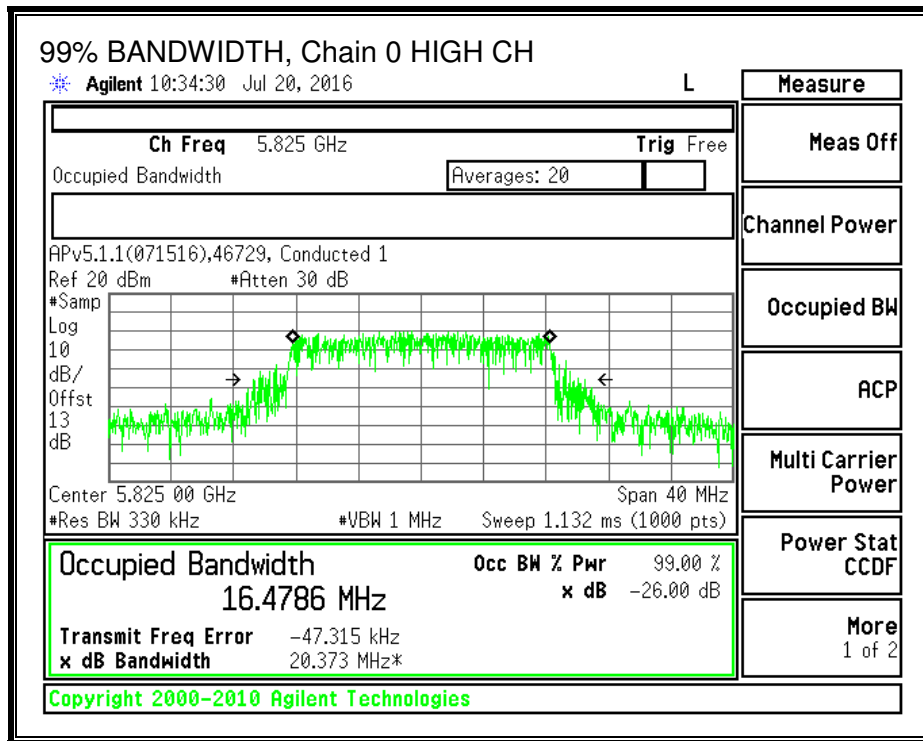 99% BANDWIDTH, Chain 0 HIGH CH
Agilent 10:34:30 Jul 20, 2016 L
Measure
Ch Freq 5.825 GHz Trig Free
Meas Off
Occupied Bandwidth Averages: 20
Channel Power
APv5.1.1(071516),46729, Conducted 1
Ref 20 dBm #Atten 30 dB
#Samp
Log
10
dB/
Offst
13
dB
Occupied BW
ACP
Multi Carrier
Power
Center 5.825 00 GHz Span 40 MHz
#Res BW 330 kHz #VBW 1 MHz Sweep 1.132 ms (1000 pts)
Power Stat
CCDF
Occupied Bandwidth Occ BW % Pwr 99.00 %
16.4786 MHz x dB -26.00 dB
Transmit Freq Error -47.315 kHz
x dB Bandwidth 20.373 MHz*
More
1 of 2
Copyright 2000-2010 Agilent Technologies